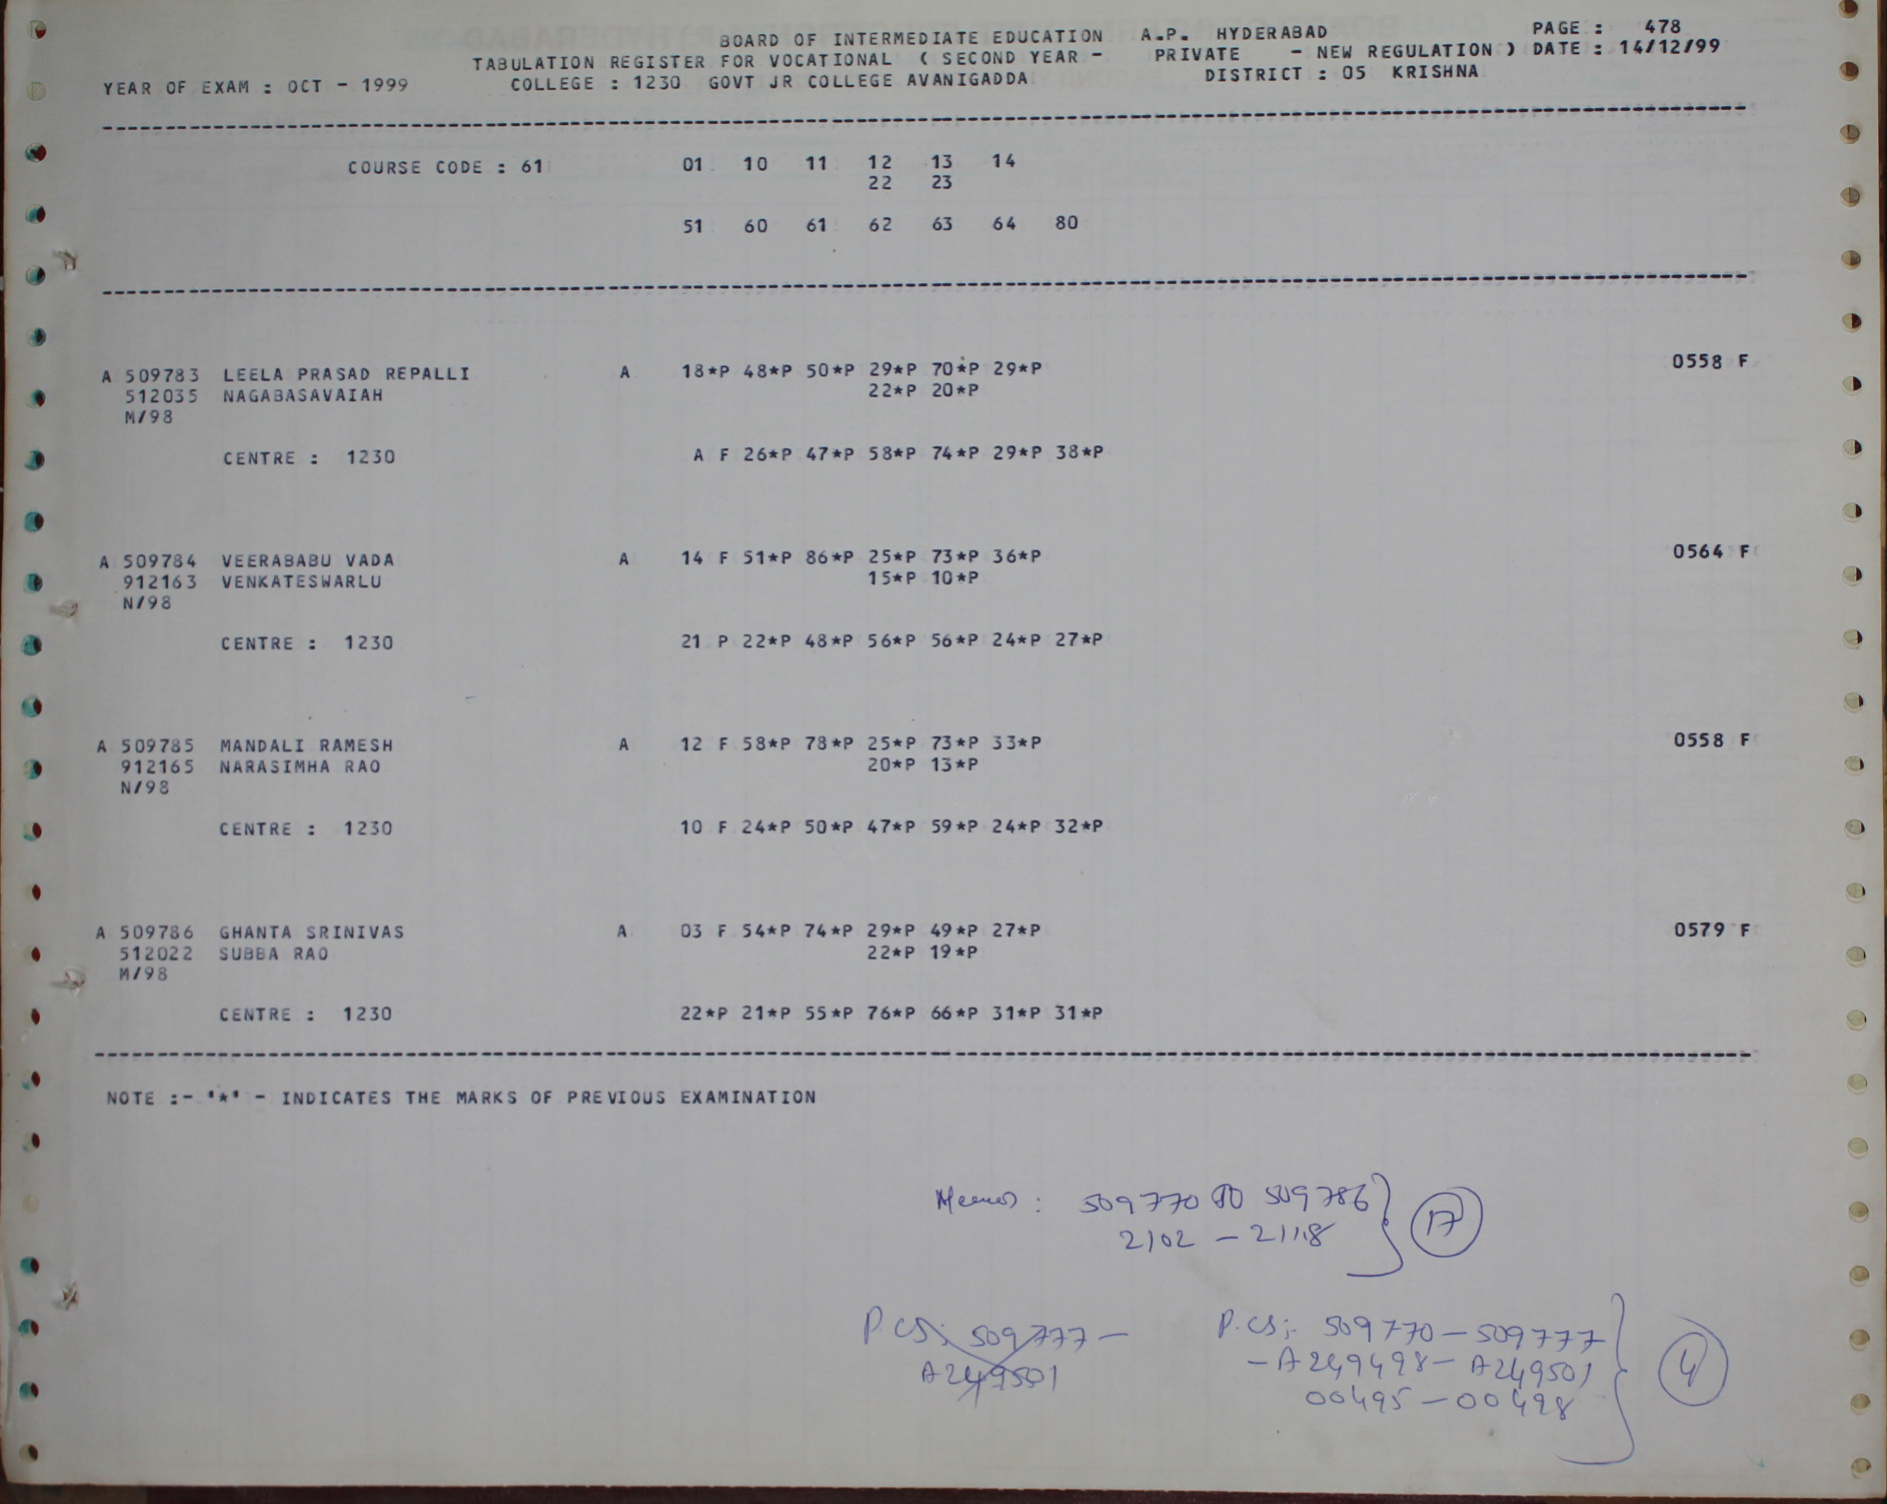 BOARD OF INTERMEDIATE EDUCATION A.P. HYDERABAD PAGE : 478
TABULATION REGISTER FOR VOCATIONAL ( SECOND YEAR - PRIVATE - NEW REGULATION ) DATE : 14/12/99
YEAR OF EXAM : OCT - 1999 COLLEGE : 1230 GOVT JR COLLEGE AVANIGADDA DISTRICT : 05 KRISHNA
COURSE CODE : 61 01 10 11 12 13 14
22 23
51 60 61 62 63 64 80
A 509783 LEELA PRASAD REPALLI A 18*P 48*P 50*P 29*P 70*P 29*P 0558 F
512035 NAGABASAVAIAH 22*P 20*P
M/98
CENTRE : 1230 A F 26*P 47*P 58*P 74*P 29*P 38*P
A 509784 VEERABABU VADA A 14 F 51*P 86*P 25*P 73*P 36*P 0564 F
912163 VENKATESWARLU 15*P 10*P
N/98
CENTRE : 1230 21 P 22*P 48*P 56*P 56*P 24*P 27*P
A 509785 MANDALI RAMESH A 12 F 58*P 78*P 25*P 73*P 33*P 0558 F
912165 NARASIMHA RAO 20*P 13*P
N/98
CENTRE : 1230 10 F 24*P 50*P 47*P 59*P 24*P 32*P
A 509786 GHANTA SRINIVAS A 03 F 54*P 74*P 29*P 49*P 27*P 0579 F
512022 SUBBA RAO 22*P 19*P
M/98
CENTRE : 1230 22*P 21*P 55*P 76*P 66*P 31*P 31*P
NOTE :- '*' - INDICATES THE MARKS OF PREVIOUS EXAMINATION
Memos : 509770 to 509786 17
2102 - 2118
P.Cs; 509777 -
A249501
P.Cs; 509770 - 509777
- A249498 - A249501 4
00495 - 00498